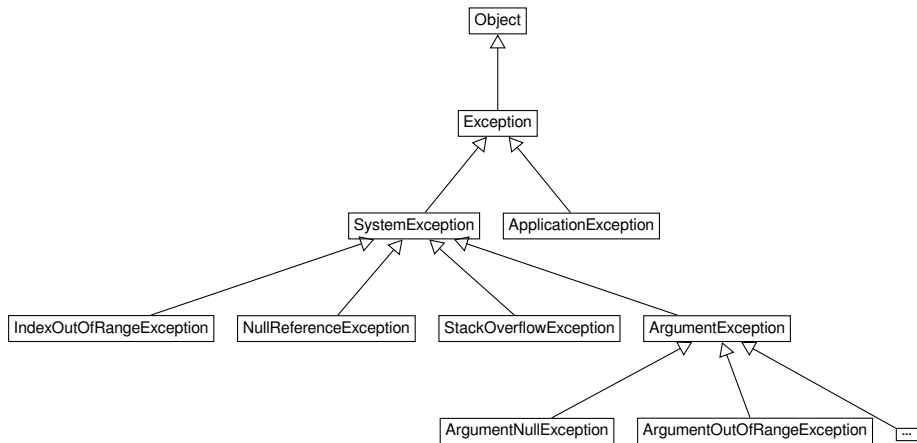 Object
Exception
SystemException
ApplicationException
IndexOutOfRangeException
NullReferenceException
StackOverflowException
ArgumentException
ArgumentNullException
ArgumentOutOfRangeException
...